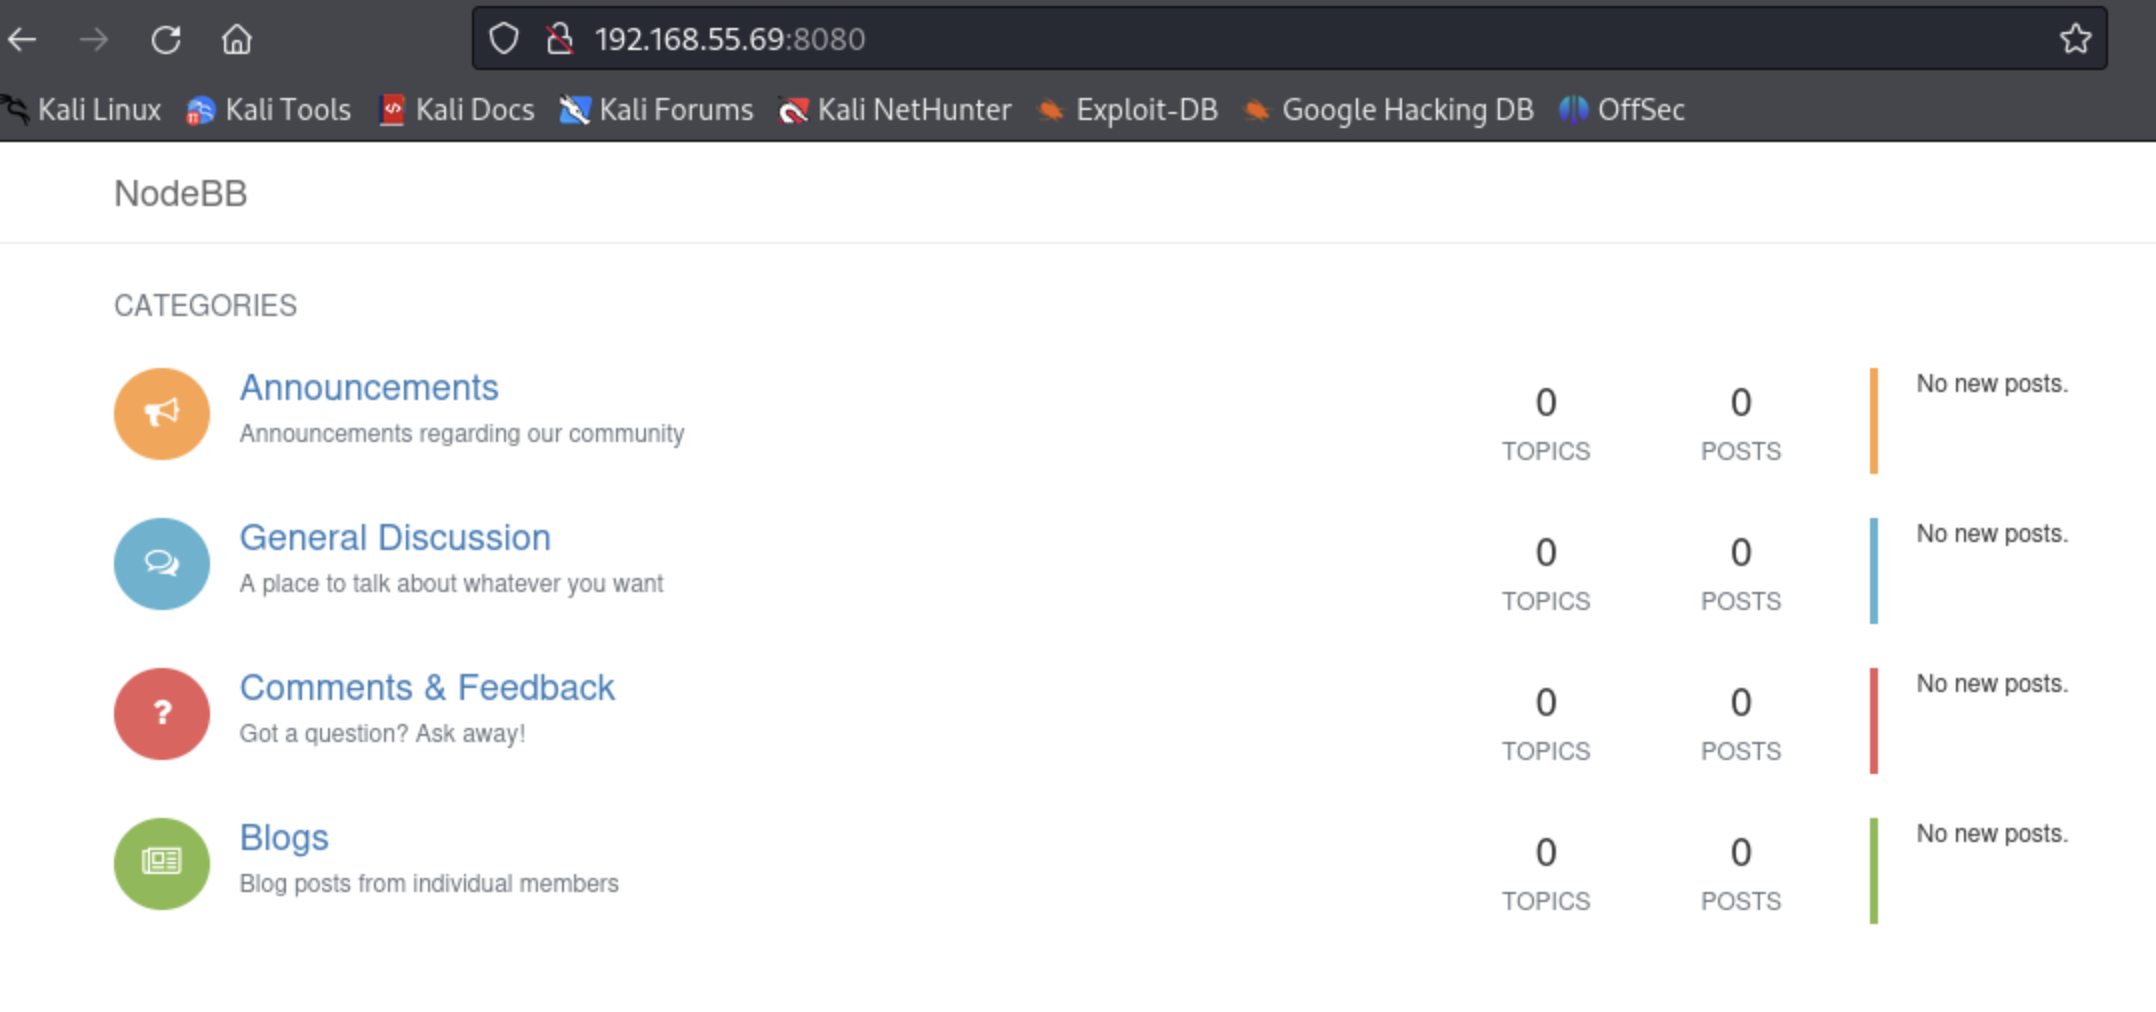 192.168.55.69:8080
Kali Linux Kali Tools Kali Docs Kali Forums Kali NetHunter Exploit-DB Google Hacking DB OffSec
NodeBB
CATEGORIES
Announcements
Announcements regarding our community
0 TOPICS
0 POSTS
No new posts.
General Discussion
A place to talk about whatever you want
0 TOPICS
0 POSTS
No new posts.
Comments & Feedback
Got a question? Ask away!
0 TOPICS
0 POSTS
No new posts.
Blogs
Blog posts from individual members
0 TOPICS
0 POSTS
No new posts.